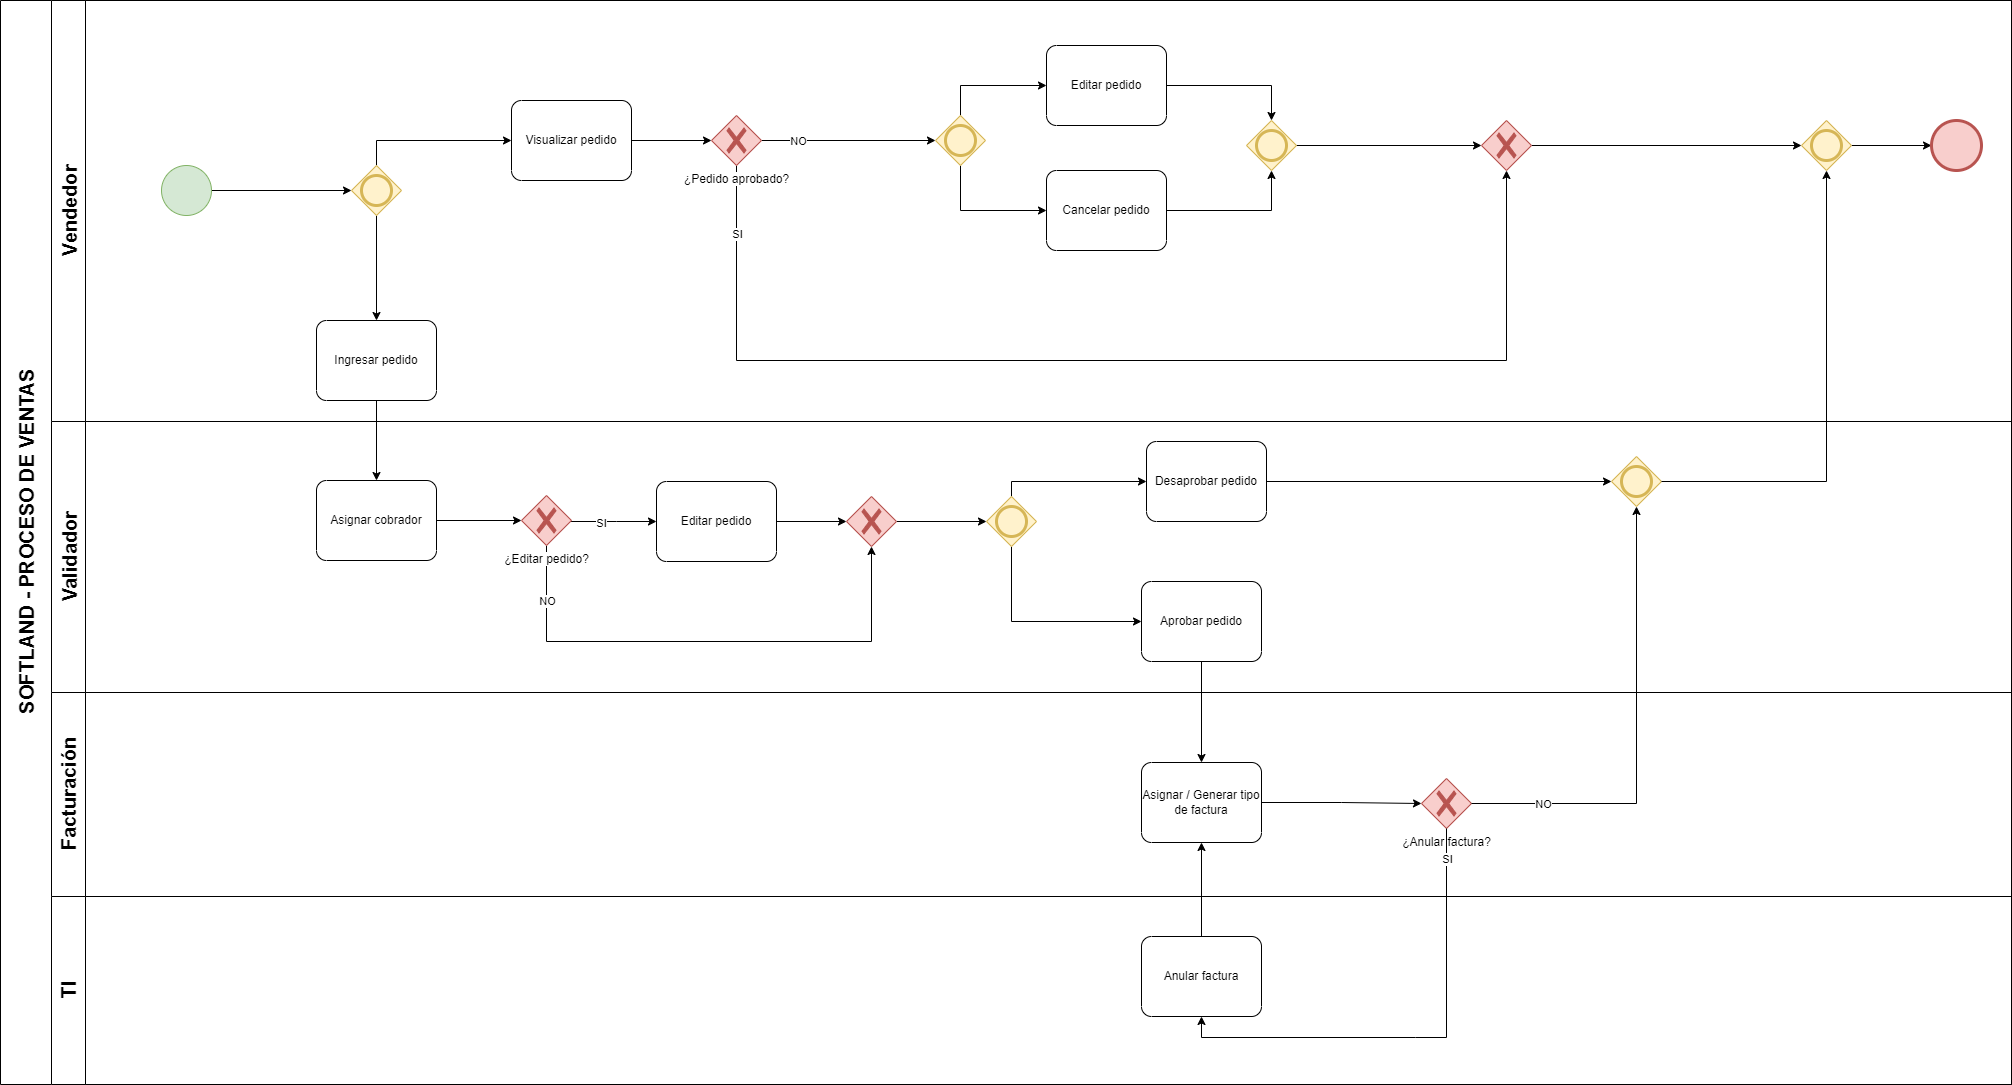 SOFTLAND - PROCESO DE VENTAS
Vendedor
Editar pedido
Visualizar pedido
NO
¿Pedido aprobado?
Cancelar pedido
SI
Ingresar pedido
Validador
Desaprobar pedido
Asignar cobrador
SI
Editar pedido
¿Editar pedido?
NO
Aprobar pedido
Facturación
Asignar / Generar tipo
de factura
NO
¿Anular factura?
SI
TI
Anular factura